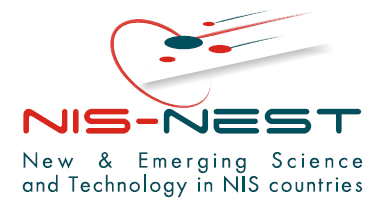 NIS-NEST
New & Emerging Science
and Technology in NIS countries